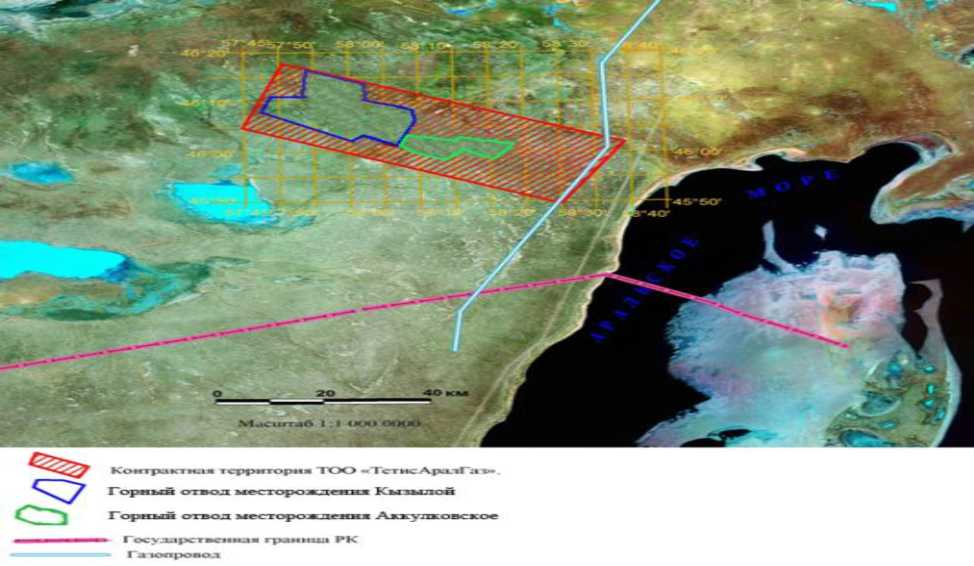 57°45' 57°50' 58°00' 58°10' 58°20' 58°30' 58°40'
46°20'
46°10'
46°00' 46°00'
45°50'
58°20' 58°30' 58°40'
МОРЕ
АРАЛЬСКОЕ
0 20 40 км
Масштаб 1:1 000 0000
Контрактная территория ТОО «ТетисАралГаз».
Горный отвод месторождения Кызылой
Горный отвод месторождения Аккулковское
Государственная граница РК
Газопровод